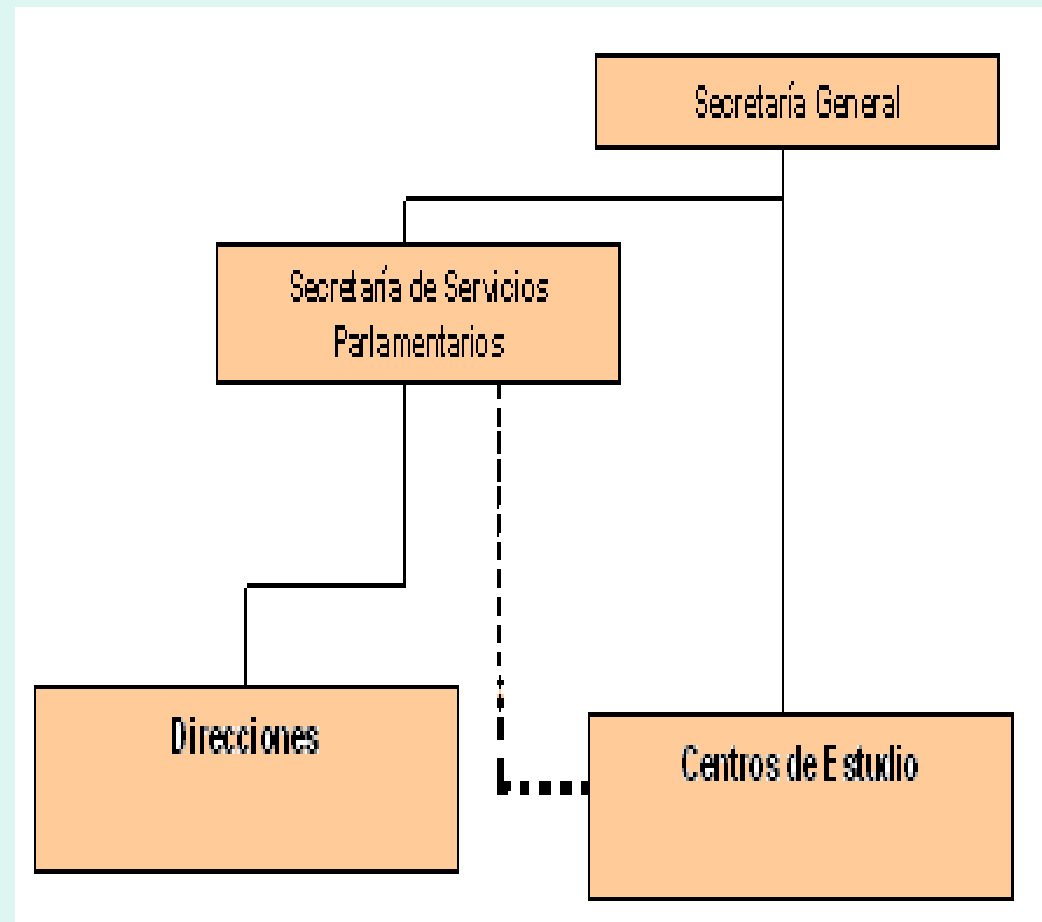 Secretaría General
Secretaría de Servicios
Parlamentarios
Direcciones
Centros de Estudio